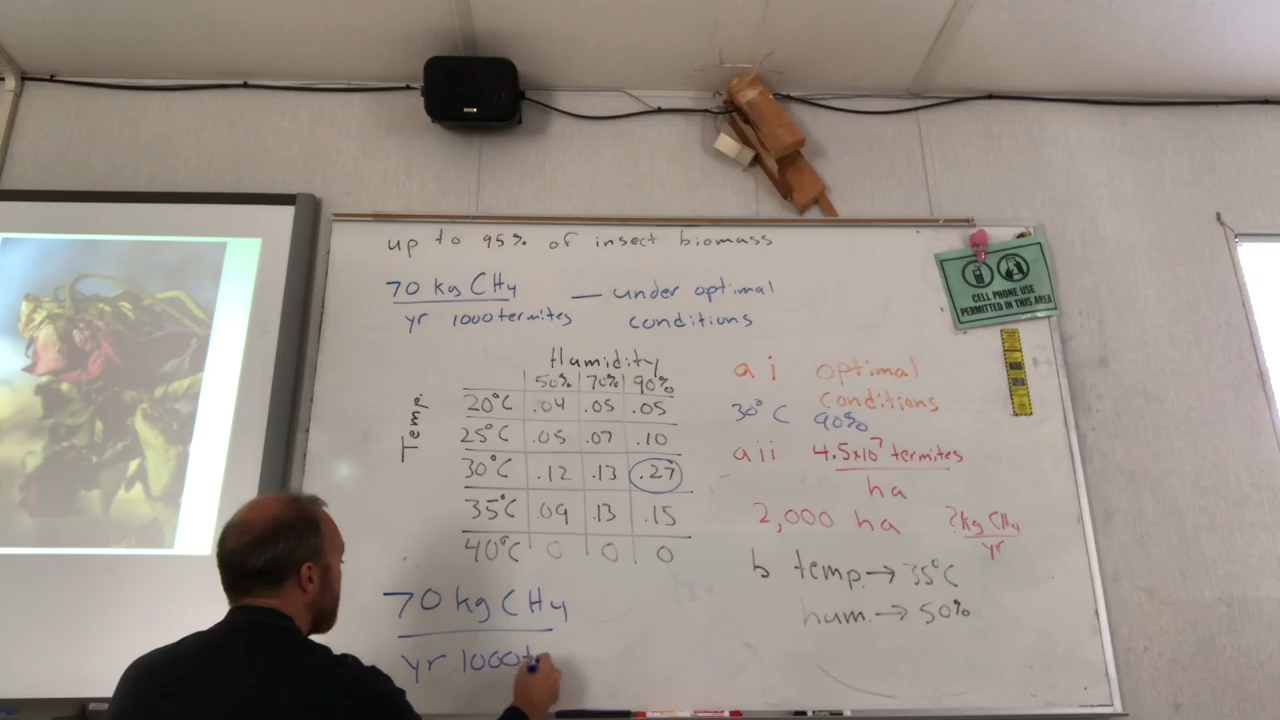 up to 95% of insect biomass
70 kg CH4 — under optimal
yr 1000 termites conditions
Humidity
50% 70% 90%
Temp.
20°C .04 .05 .05
25°C .05 .07 .10
30°C .12 .13 .27
35°C .09 .13 .15
40°C 0 0 0
70 kg CH4
yr 1000t
a i optimal
conditions
30°C 90%
a ii 4.5x10^7 termites
ha
2,000 ha ? kg CH4
yr
b temp. → 35°C
hum. → 50%
CELL PHONE USE
PERMITTED IN THIS AREA